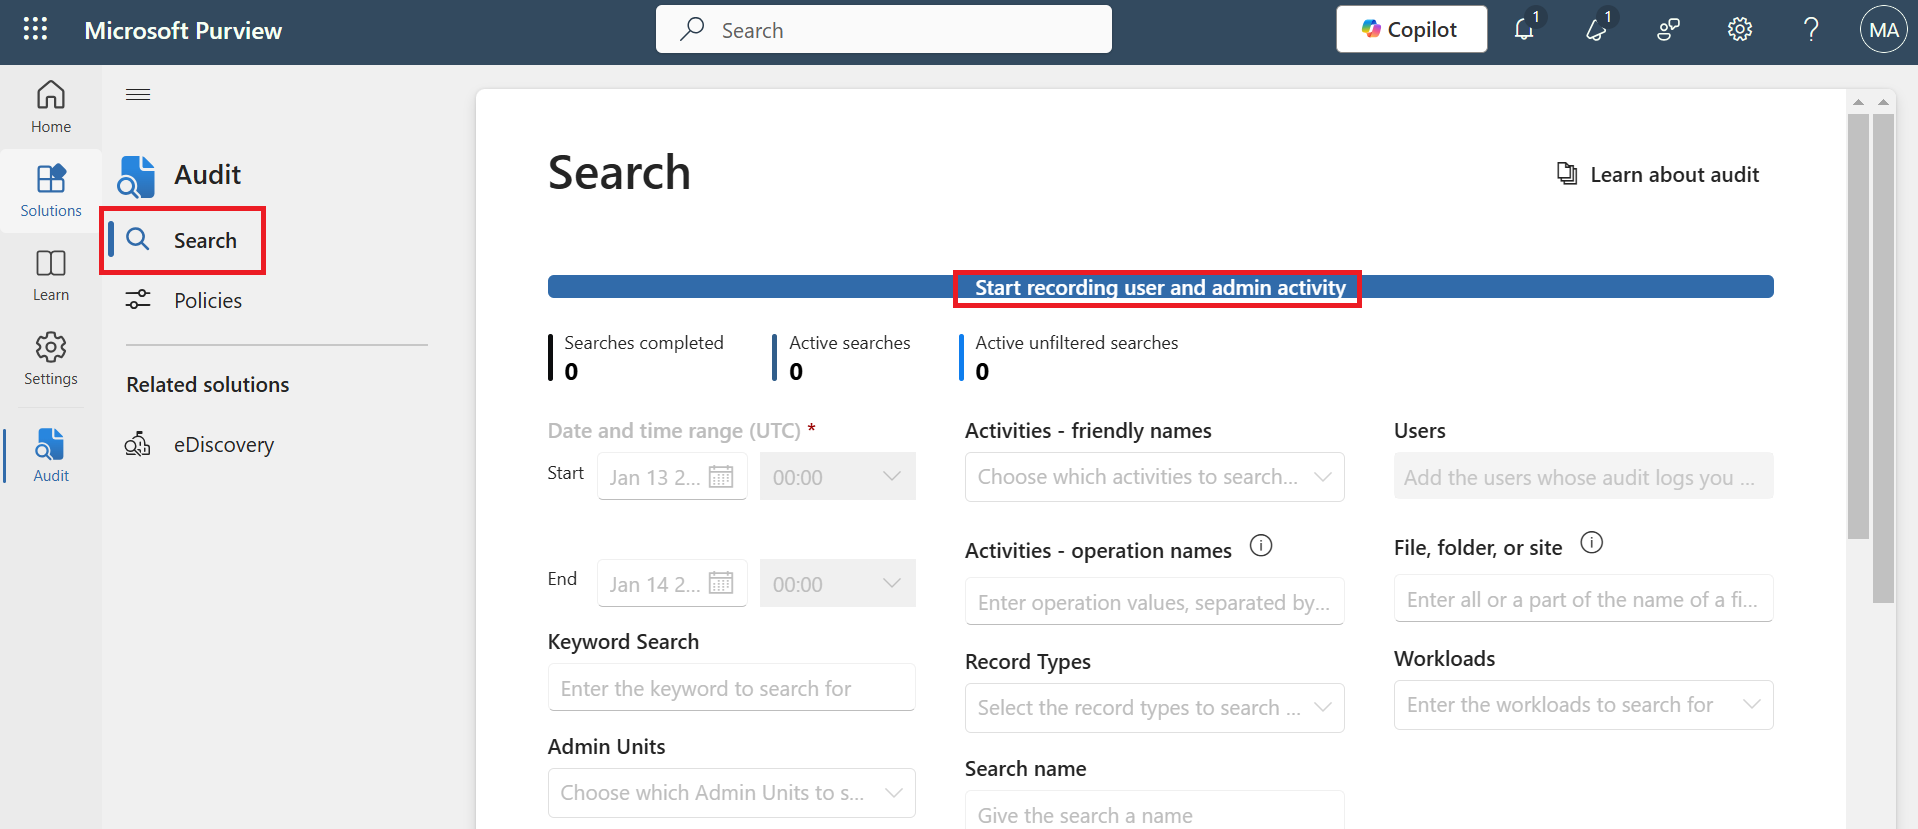 Microsoft Purview
Search
Copilot
1
1
MA
Home
Solutions
Learn
Settings
Audit
Audit
Search
Policies
Related solutions
eDiscovery
Search
Learn about audit
Start recording user and admin activity
Searches completed
0
Active searches
0
Active unfiltered searches
0
Date and time range (UTC) *
Start
Jan 13 2...
00:00
End
Jan 14 2...
00:00
Keyword Search
Enter the keyword to search for
Admin Units
Choose which Admin Units to s...
Activities - friendly names
Choose which activities to search...
Activities - operation names
Enter operation values, separated by...
Record Types
Select the record types to search ...
Search name
Give the search a name
Users
Add the users whose audit logs you ...
File, folder, or site
Enter all or a part of the name of a fi...
Workloads
Enter the workloads to search for